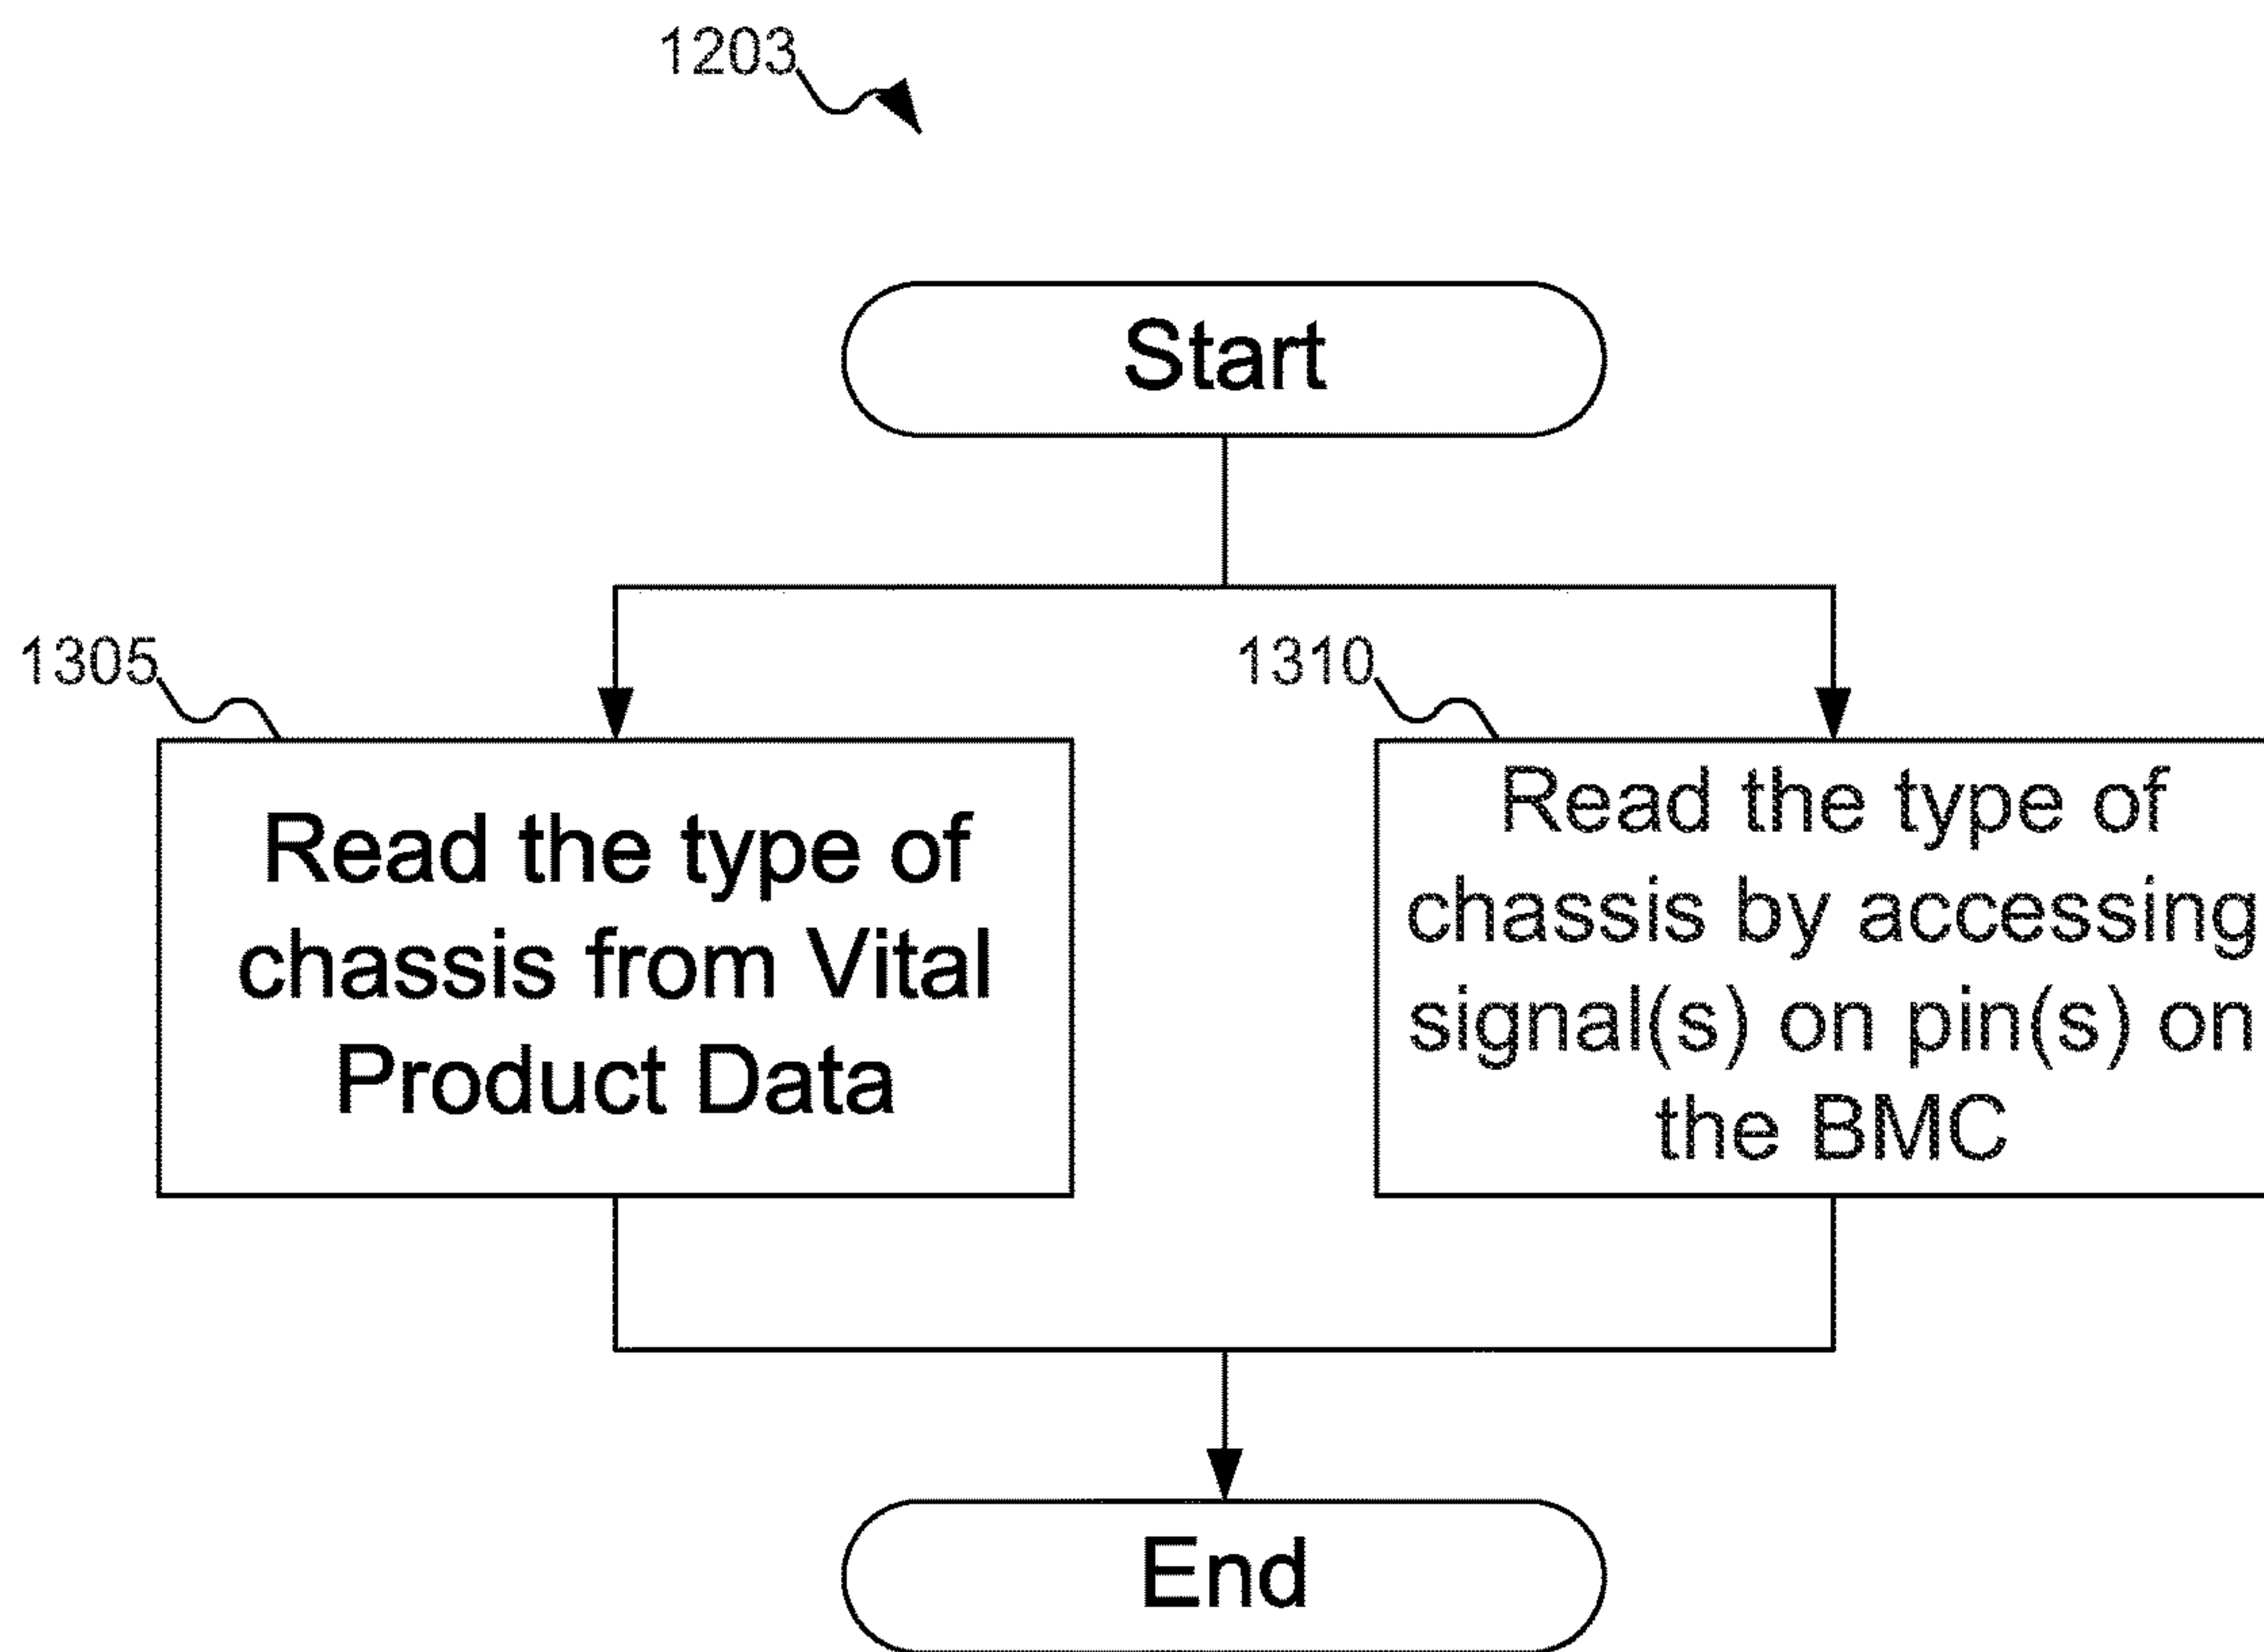 1203
Start
1305
1310
Read the type of
chassis from Vital
Product Data
Read the type of
chassis by accessing
signal(s) on pin(s) on
the BMC
End